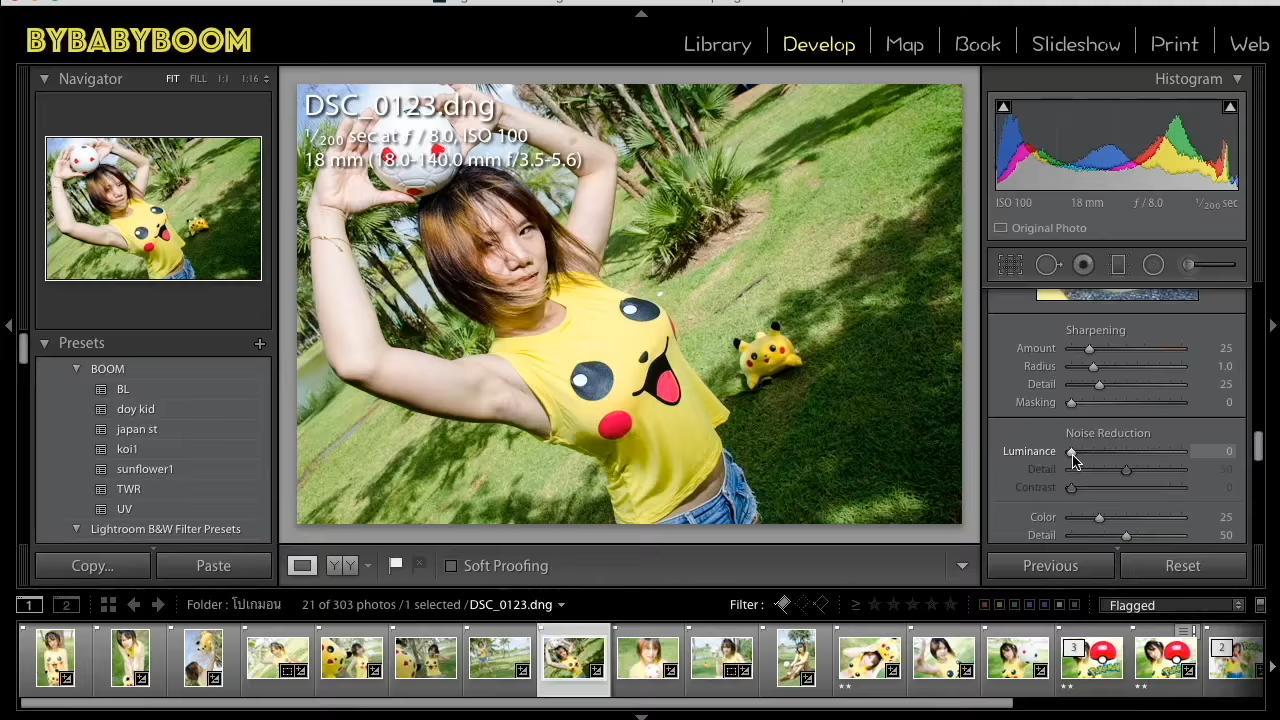 BYBABYBOOM
Library
Develop
Map
Book
Slideshow
Print
Web
Navigator
FIT
FILL
1:1
1:16
Histogram
DSC_0123.dng
1/200 sec at ƒ / 8.0, ISO 100
18 mm (18.0-140.0 mm f/3.5-5.6)
ISO 100
18 mm
ƒ / 8.0
1/200 sec
Original Photo
Presets
BOOM
BL
doy kid
japan st
koi1
sunflower1
TWR
UV
Lightroom B&W Filter Presets
Sharpening
Amount 25
Radius 1.0
Detail 25
Masking 0
Noise Reduction
Luminance 0
Detail 50
Contrast 0
Color 25
Detail 50
Copy...
Paste
Y Y
Soft Proofing
Previous
Reset
1
2
Folder : โปเกมอน
21 of 303 photos /1 selected /DSC_0123.dng
Filter :
≥
Flagged
3
2